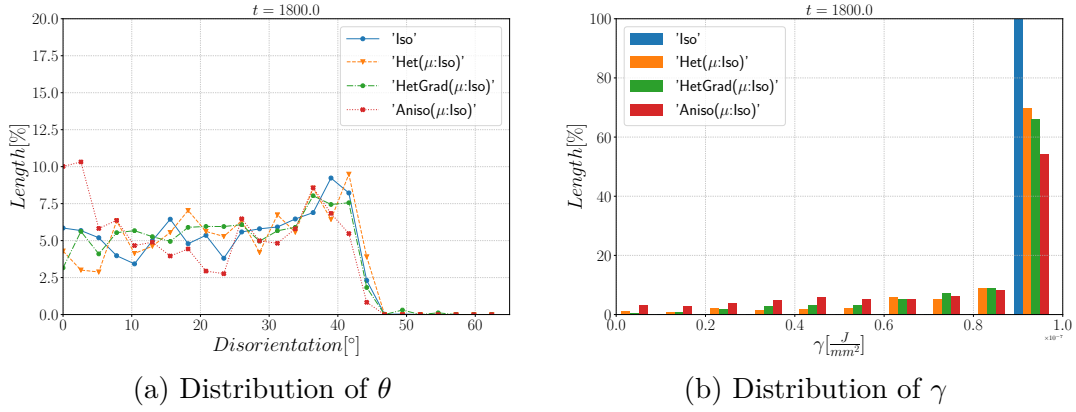 t = 1800.0
20.0
17.5
15.0
12.5
10.0
7.5
5.0
2.5
0.0
Length[%]
'Iso'
'Het(μ:Iso)'
'HetGrad(μ:Iso)'
'Aniso(μ:Iso)'
0 10 20 30 40 50 60
Disorientation[°]
(a) Distribution of θ
t = 1800.0
100
80
60
40
20
0
Length[%]
'Iso'
'Het(μ:Iso)'
'HetGrad(μ:Iso)'
'Aniso(μ:Iso)'
0.0 0.2 0.4 0.6 0.8 1.0
×10⁻⁷
γ[J/mm²]
(b) Distribution of γ